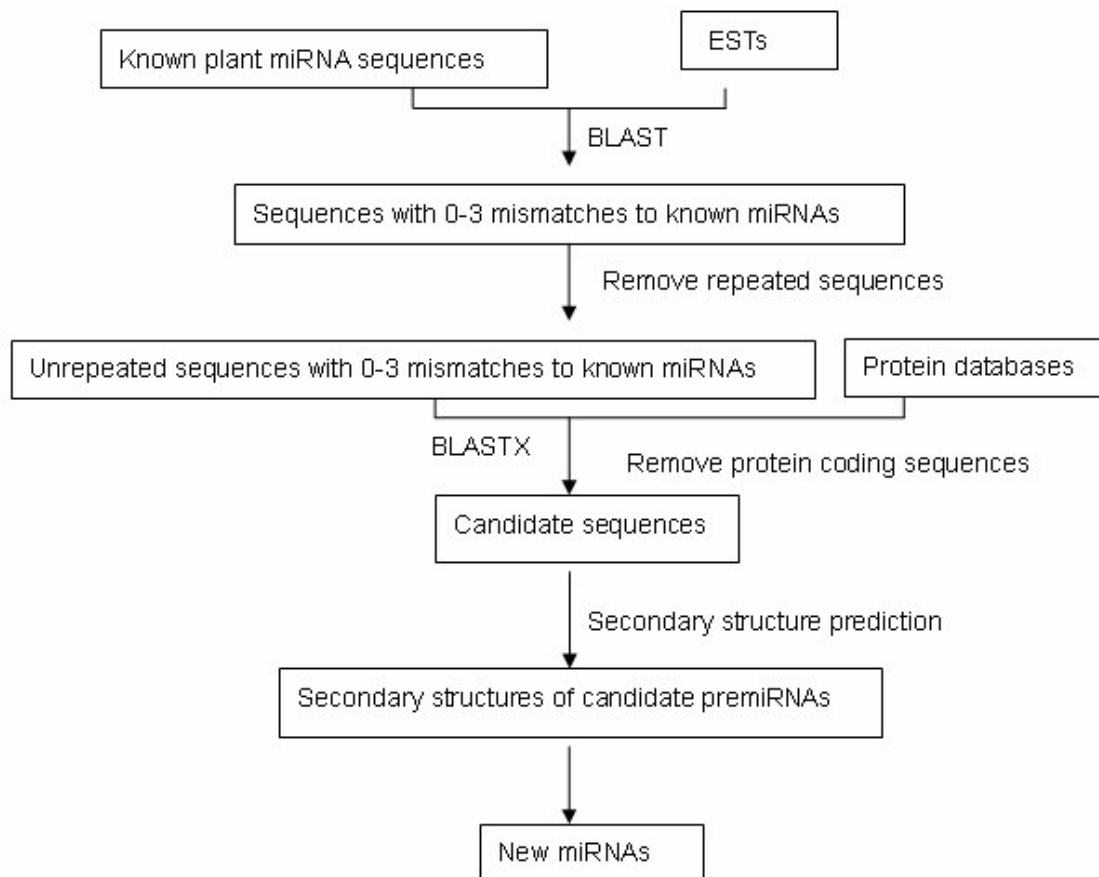 Known plant miRNA sequences
ESTs
BLAST
Sequences with 0-3 mismatches to known miRNAs
Remove repeated sequences
Unrepeated sequences with 0-3 mismatches to known miRNAs
Protein databases
BLASTX
Remove protein coding sequences
Candidate sequences
Secondary structure prediction
Secondary structures of candidate premiRNAs
New miRNAs